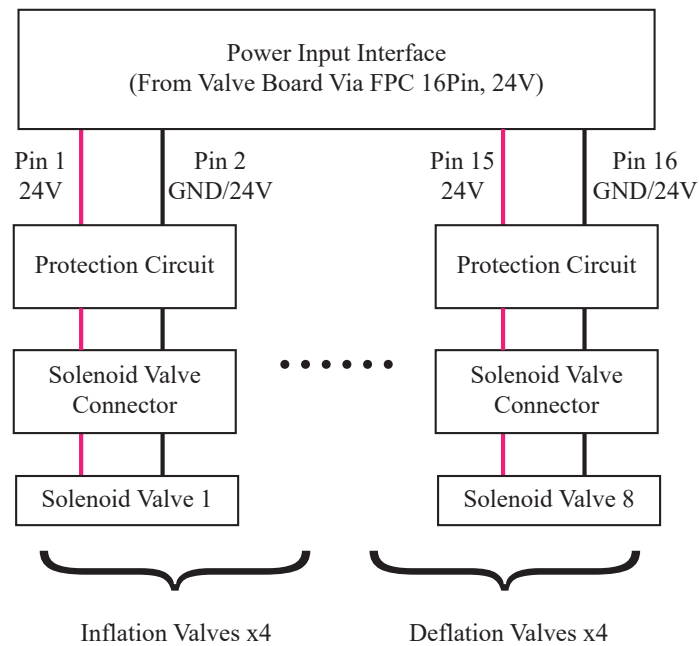 Power Input Interface
(From Valve Board Via FPC 16Pin, 24V)
Pin 1
24V
Pin 2
GND/24V
Pin 15
24V
Pin 16
GND/24V
Protection Circuit
Protection Circuit
Solenoid Valve
Connector
Solenoid Valve
Connector
Solenoid Valve 1
Solenoid Valve 8
Inflation Valves x4
Deflation Valves x4